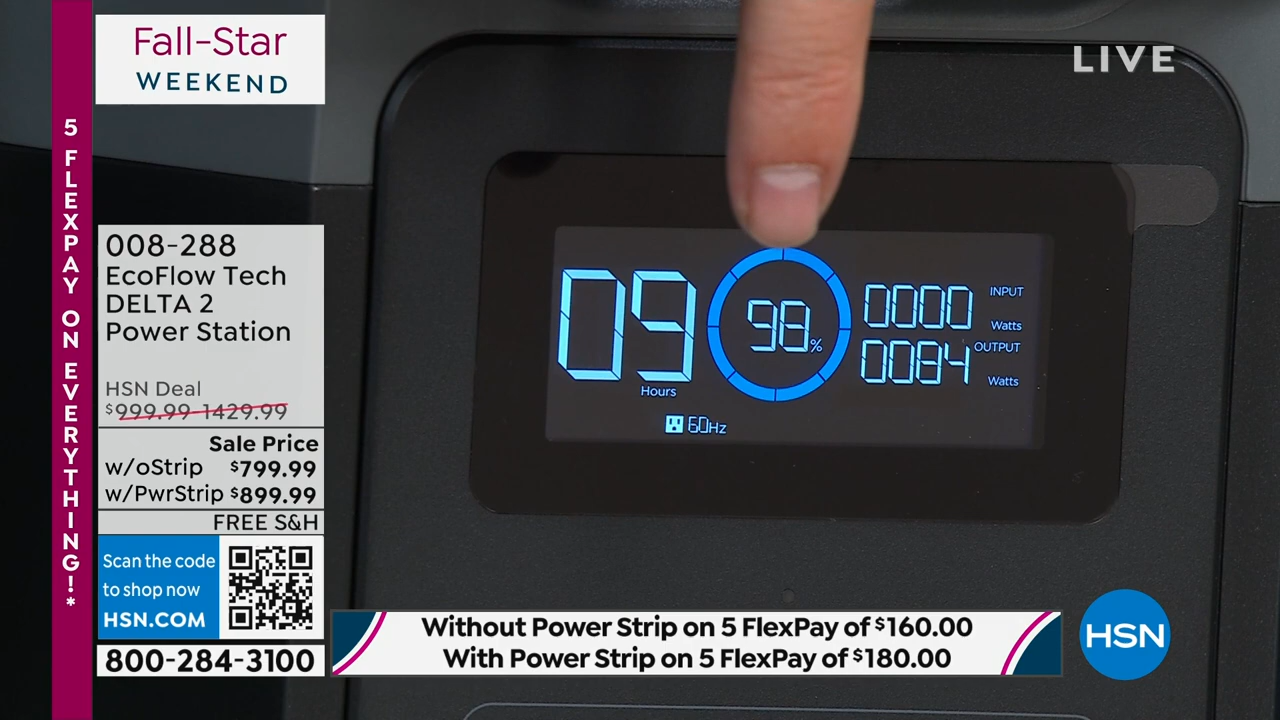 Fall-Star
WEEKEND
LIVE
5 FLEXPAY ON EVERYTHING!*
008-288
EcoFlow Tech
DELTA 2
Power Station
HSN Deal
$999.99-1429.99
Sale Price
w/oStrip $799.99
w/PwrStrip $899.99
FREE S&H
Scan the code
to shop now
HSN.COM
800-284-3100
09
Hours
98%
0000
INPUT
Watts
0084
OUTPUT
Watts
60Hz
Without Power Strip on 5 FlexPay of $160.00
With Power Strip on 5 FlexPay of $180.00
HSN